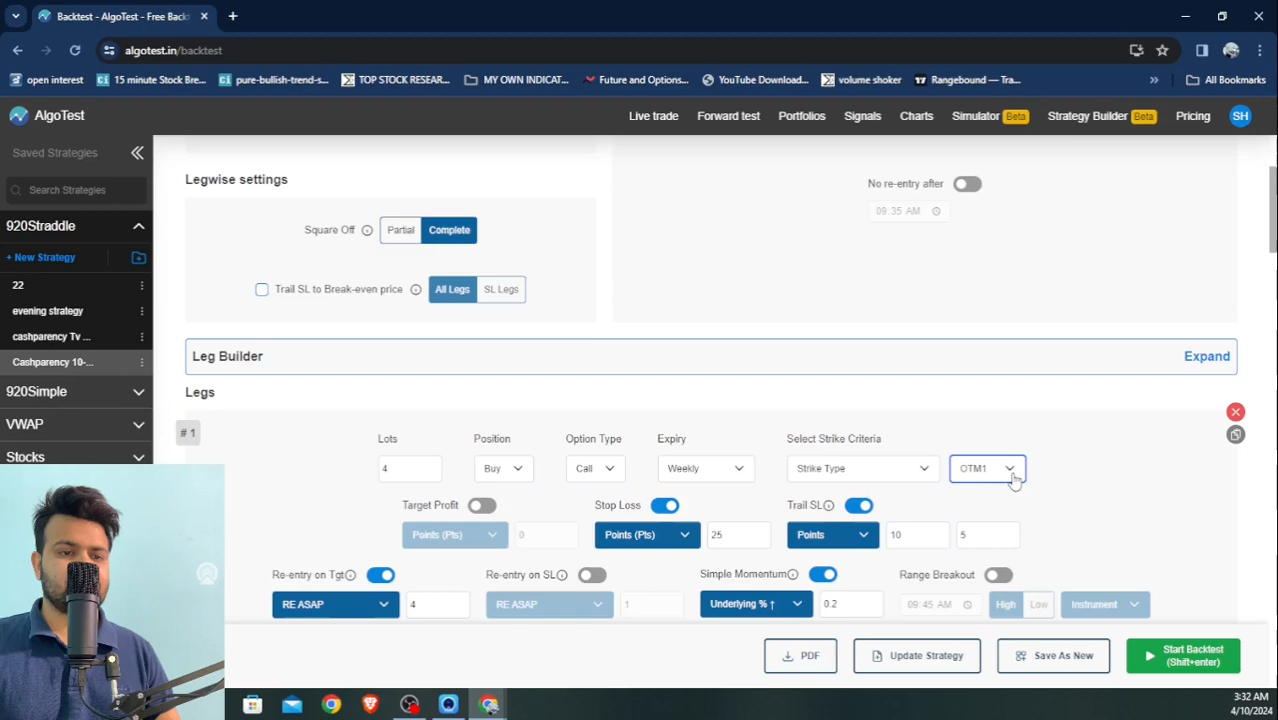 Backtest - AlgoTest - Free Back
algotest.in/backtest
open interest
15 minute Stock Bre...
pure-bullish-trend-s...
TOP STOCK RESEAR...
MY OWN INDICAT...
Future and Options...
YouTube Download...
volume shoker
Rangebound — Tra...
»
All Bookmarks
AlgoTest
Live trade
Forward test
Portfolios
Signals
Charts
Simulator Beta
Strategy Builder Beta
Pricing
SH
Saved Strategies
Search Strategies
920Straddle
+ New Strategy
22
evening strategy
cashparency Tv ...
Cashparency 10-...
920Simple
VWAP
Stocks
Legwise settings
Square Off
Partial
Complete
Trail SL to Break-even price
All Legs
SL Legs
No re-entry after
09:35 AM
Leg Builder
Expand
Legs
# 1
Lots
Position
Option Type
Expiry
Select Strike Criteria
4
Buy
Call
Weekly
Strike Type
OTM1
Target Profit
Stop Loss
Trail SL
Points (Pts)
0
Points (Pts)
25
Points
10
5
Re-entry on Tgt
Re-entry on SL
Simple Momentum
Range Breakout
RE ASAP
4
RE ASAP
1
Underlying % ↑
0.2
09:45 AM
High
Low
Instrument
PDF
Update Strategy
Save As New
Start Backtest
(Shift+enter)
3:32 AM
4/10/2024